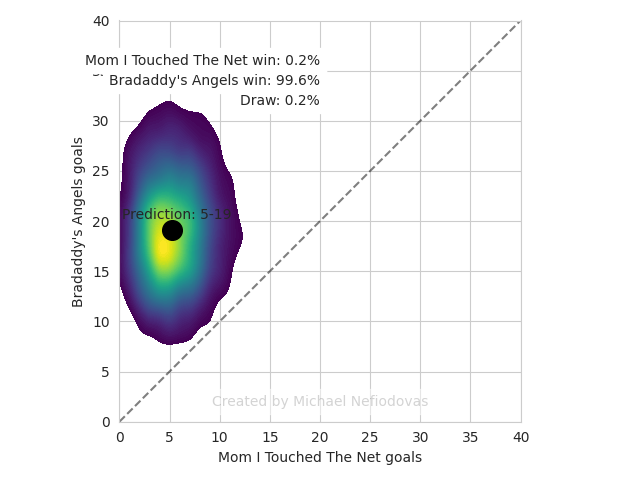 40
Mom I Touched The Net win: 0.2%
Bradaddy's Angels win: 99.6%
Draw: 0.2%
30
25
20
15
10
5
0
Prediction: 5-19
Bradaddy's Angels goals
Created by Michael Nefiodovas
0 5 10 15 20 25 30 35 40
Mom I Touched The Net goals